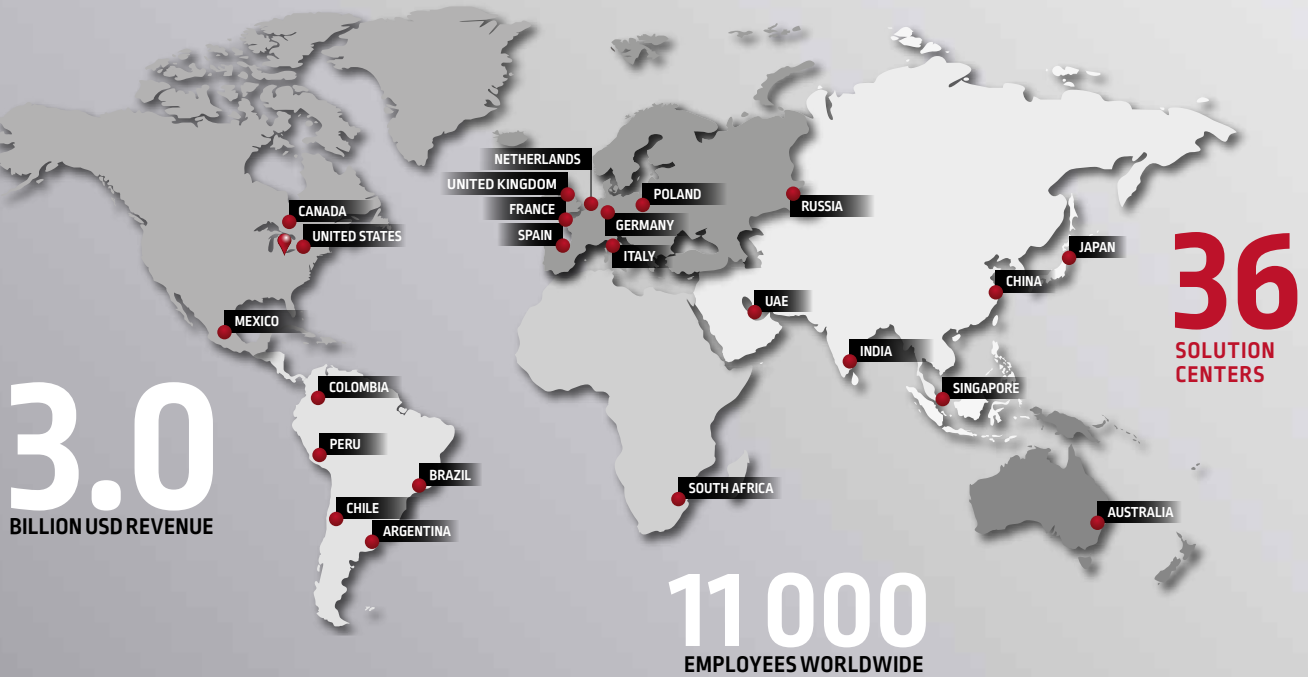 NETHERLANDS
UNITED KINGDOM
POLAND
FRANCE
RUSSIA
CANADA
GERMANY
UNITED STATES
SPAIN
ITALY
JAPAN
CHINA
36
SOLUTION
CENTERS
UAE
MEXICO
INDIA
COLOMBIA
SINGAPORE
3.0
BILLION USD REVENUE
PERU
BRAZIL
SOUTH AFRICA
CHILE
AUSTRALIA
ARGENTINA
11 000
EMPLOYEES WORLDWIDE